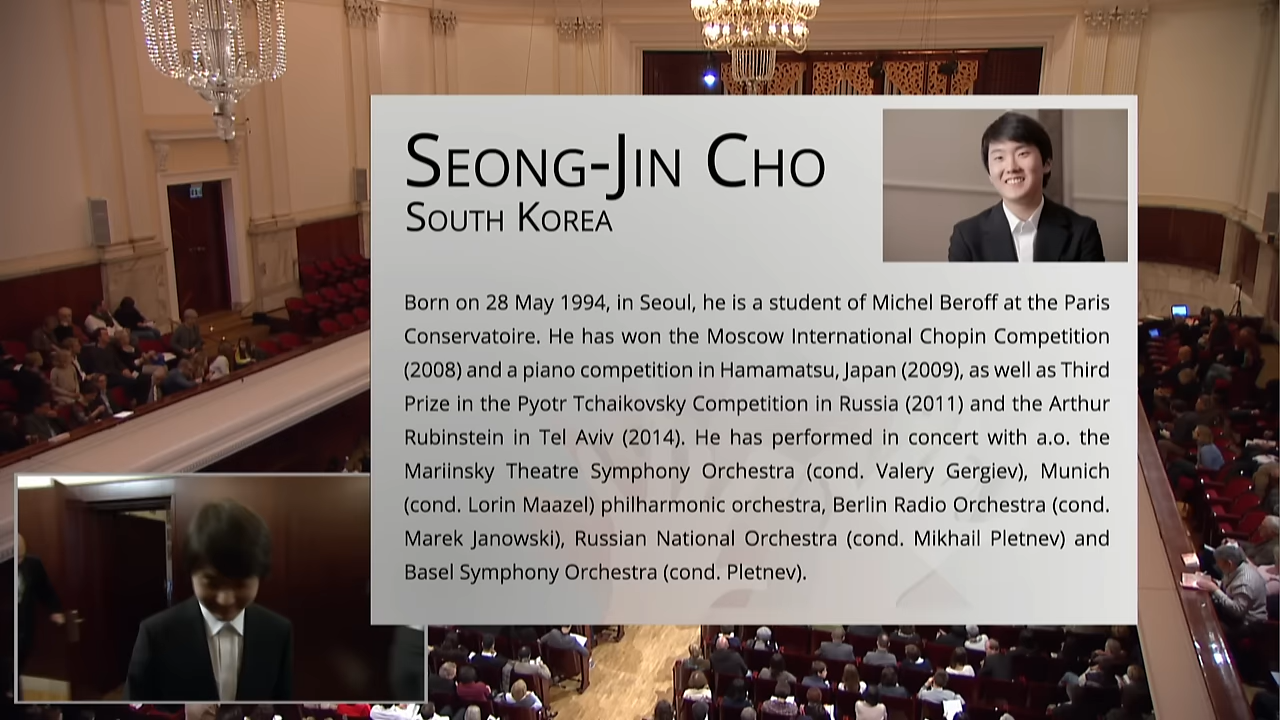 Seong-Jin Cho
South Korea
Born on 28 May 1994, in Seoul, he is a student of Michel Beroff at the Paris
Conservatoire. He has won the Moscow International Chopin Competition
(2008) and a piano competition in Hamamatsu, Japan (2009), as well as Third
Prize in the Pyotr Tchaikovsky Competition in Russia (2011) and the Arthur
Rubinstein in Tel Aviv (2014). He has performed in concert with a.o. the
Mariinsky Theatre Symphony Orchestra (cond. Valery Gergiev), Munich
(cond. Lorin Maazel) philharmonic orchestra, Berlin Radio Orchestra (cond.
Marek Janowski), Russian National Orchestra (cond. Mikhail Pletnev) and
Basel Symphony Orchestra (cond. Pletnev).